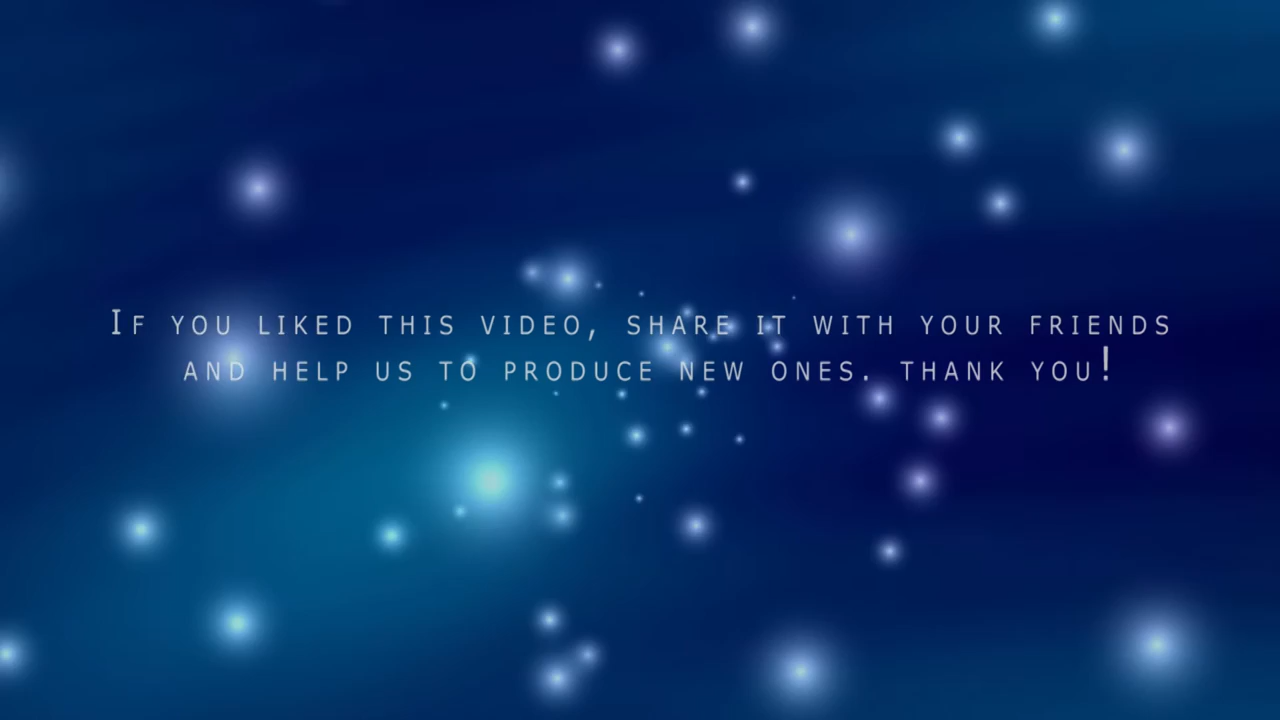 If you liked this video, share it with your friends
and help us to produce new ones. thank you!